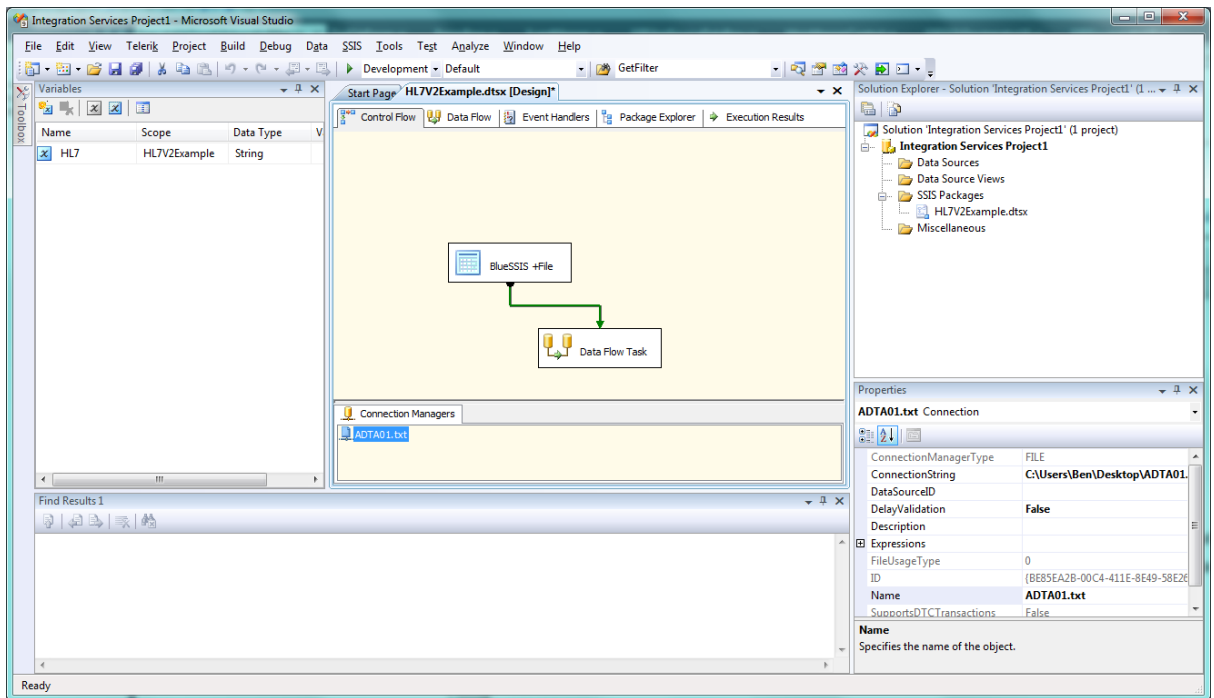 Integration Services Project1 - Microsoft Visual Studio
File Edit View Telerik Project Build Debug Data SSIS Tools Test Analyze Window Help
Development Default GetFilter
Toolbox
Variables
Name Scope Data Type V
HL7 HL7V2Example String
Start Page HL7V2Example.dtsx [Design]*
Control Flow Data Flow Event Handlers Package Explorer Execution Results
BlueSSIS +File
Data Flow Task
Connection Managers
ADTA01.txt
Find Results 1
Solution Explorer - Solution 'Integration Services Project1' (1 ...
Solution 'Integration Services Project1' (1 project)
Integration Services Project1
Data Sources
Data Source Views
SSIS Packages
HL7V2Example.dtsx
Miscellaneous
Properties
ADTA01.txt Connection
ConnectionManagerType FILE
ConnectionString C:\Users\Ben\Desktop\ADTA01.
DataSourceID
DelayValidation False
Description
Expressions
FileUsageType 0
ID {BE85EA2B-00C4-411E-8E49-58E26
Name ADTA01.txt
SupportsDTCTransactions False
Name
Specifies the name of the object.
Ready